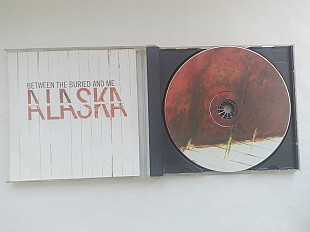 BETWEEN THE BURIED AND ME
ALASKA